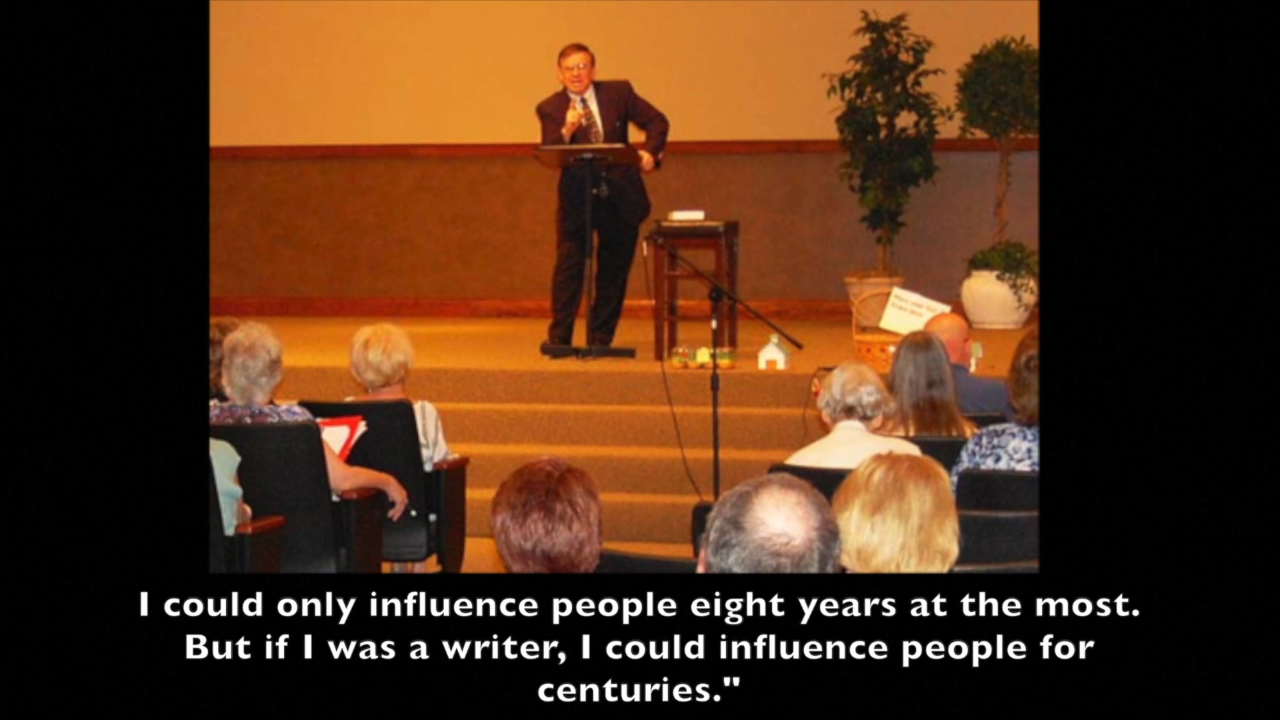 I could only influence people eight years at the most.
But if I was a writer, I could influence people for
centuries."